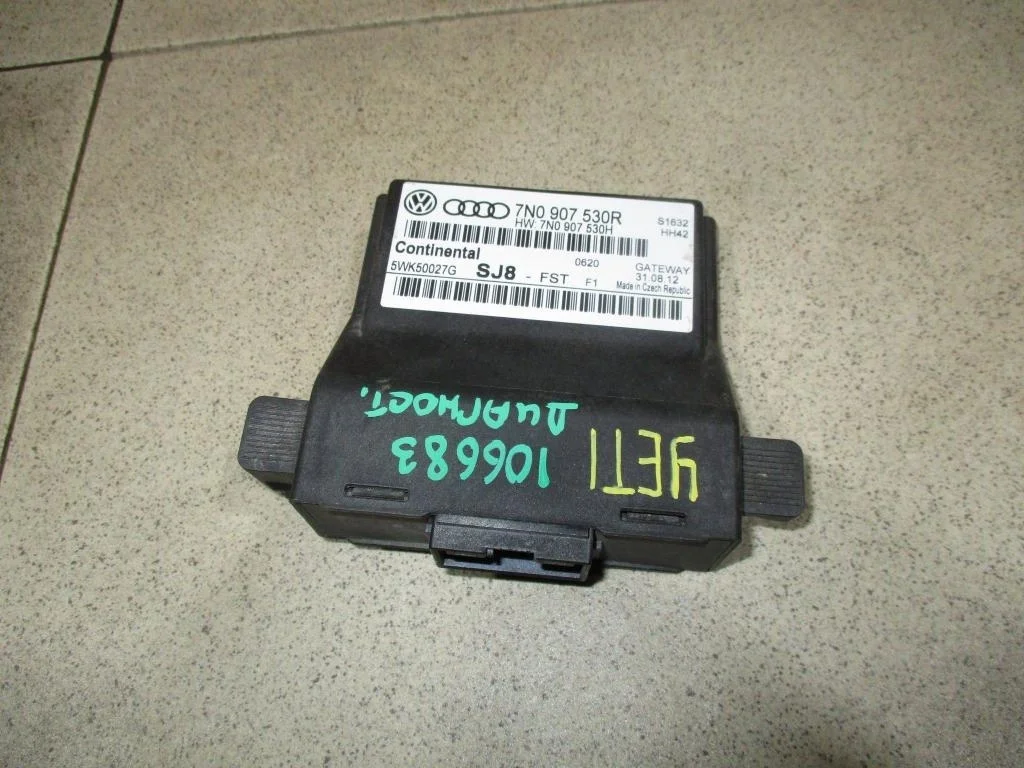 7N0 907 530R
HW: 7N0 907 530H
S1632
HH42
Continental
0620
GATEWAY
5WK50027G
SJ8 - FST F1
31.08.12
Made in Czech Republic
YETI
106683
Диагност.